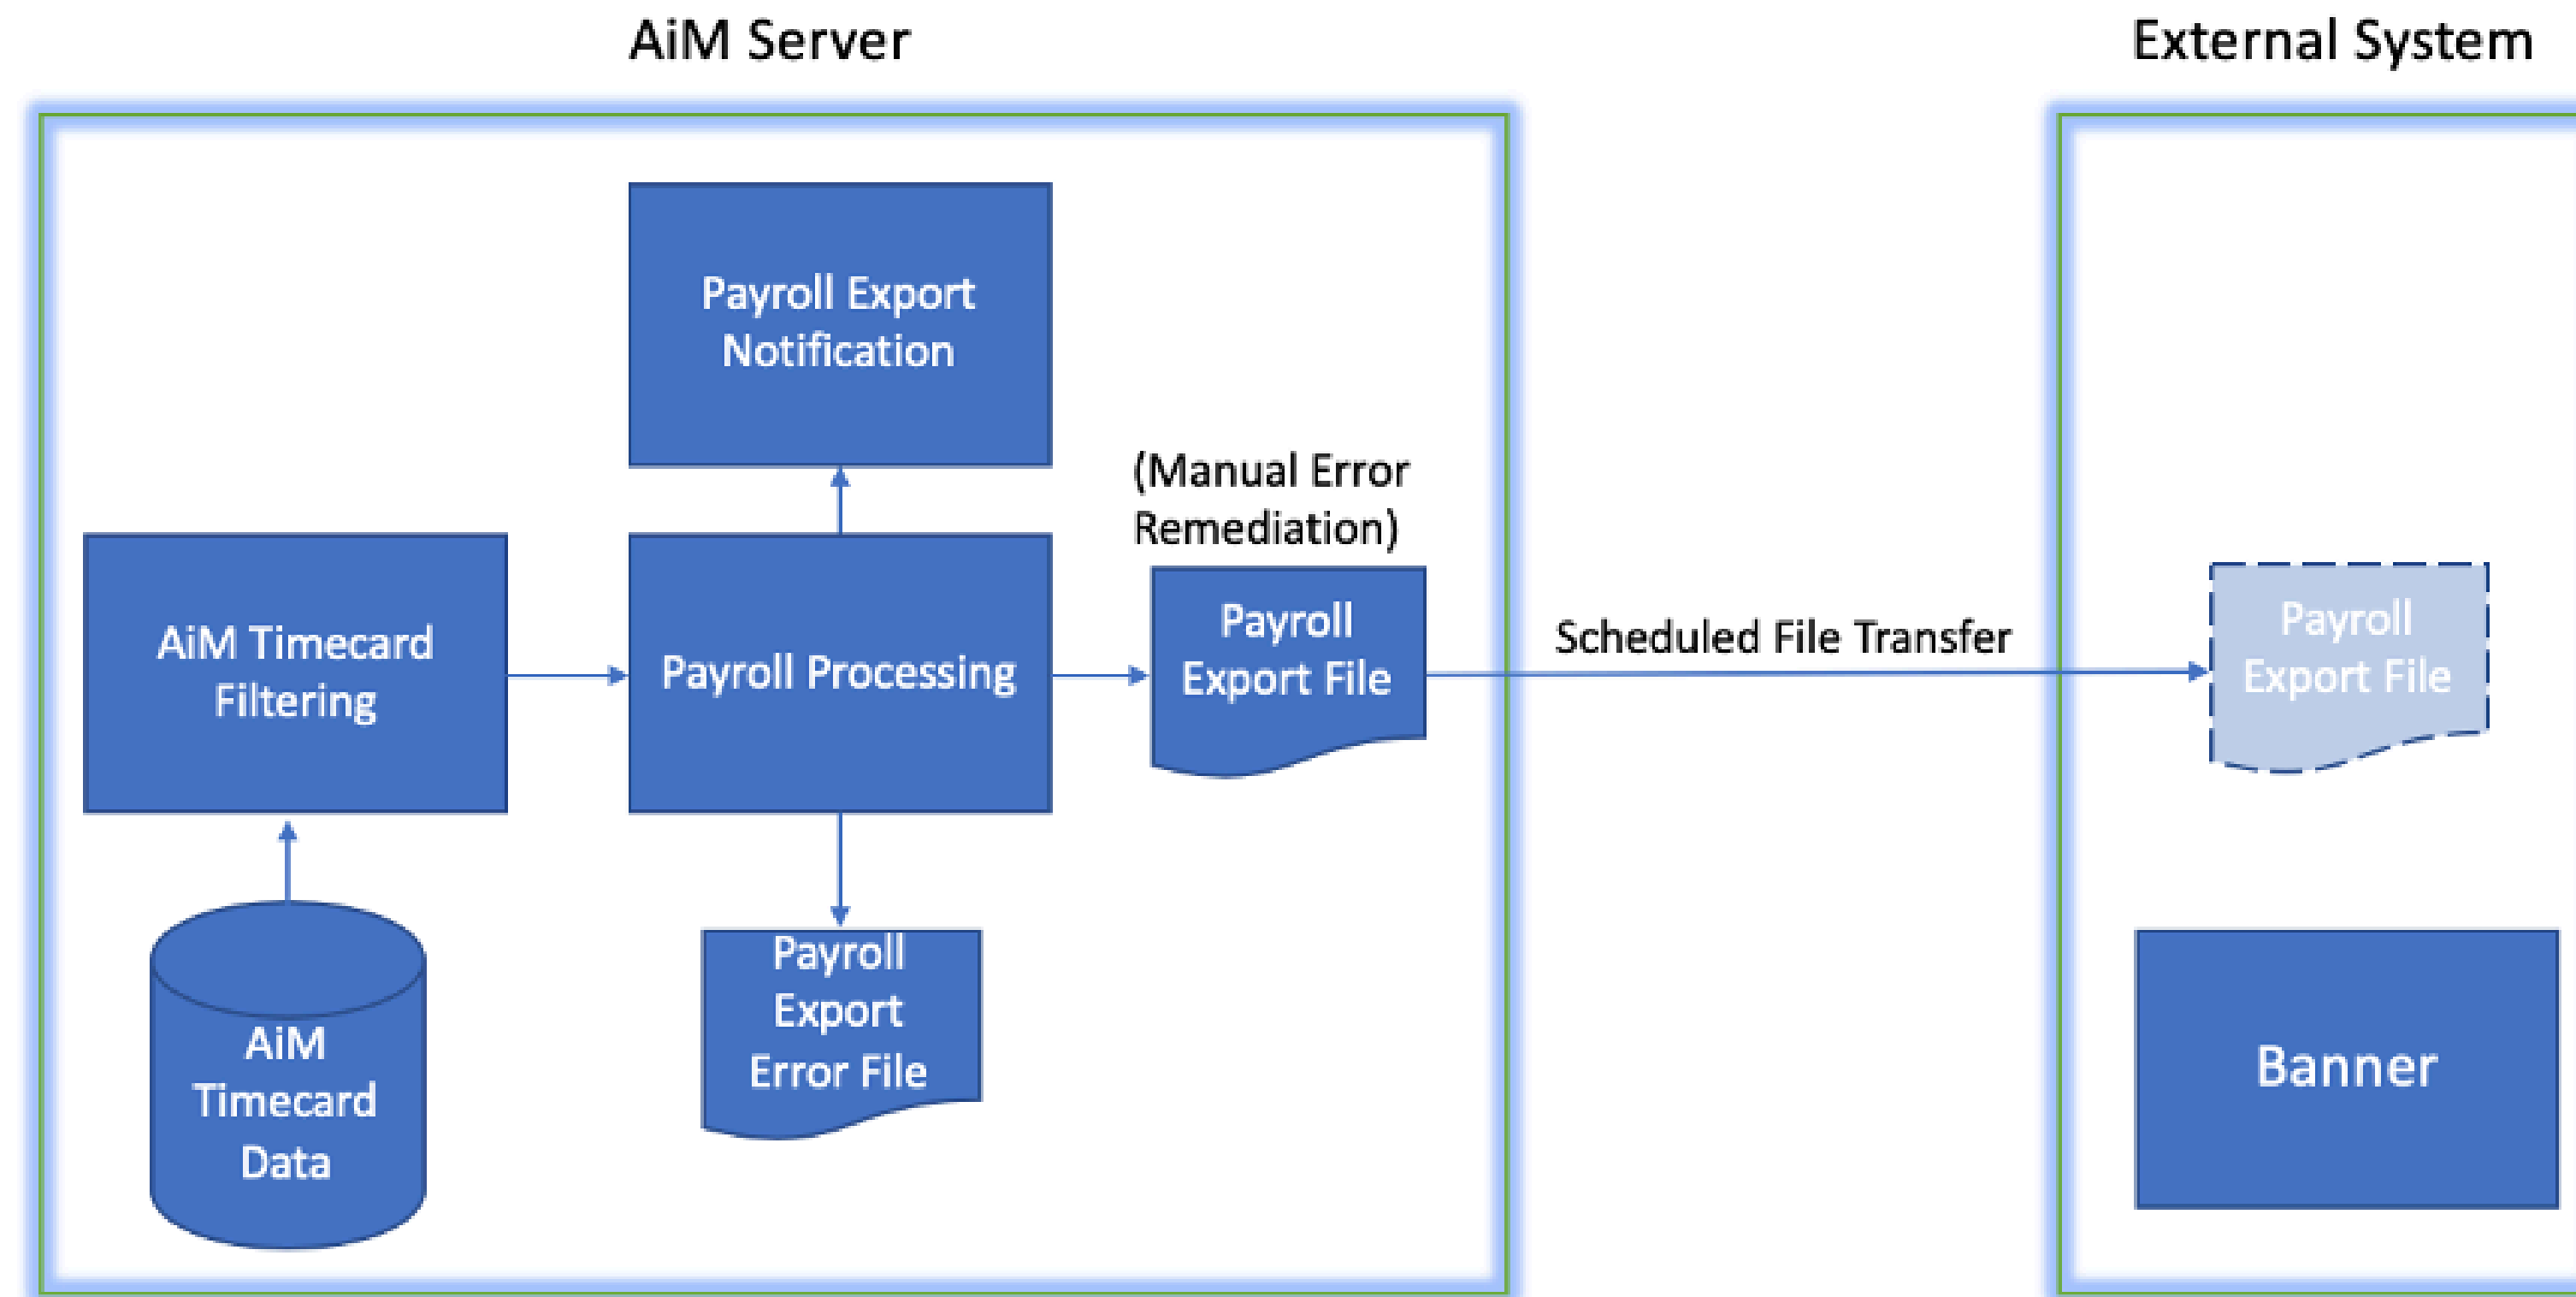 AiM Server
External System
Payroll Export
Notification
(Manual Error
Remediation)
AiM Timecard
Filtering
Payroll Processing
Payroll
Export File
Scheduled File Transfer
Payroll
Export File
AiM
Timecard
Data
Payroll
Export
Error File
Banner